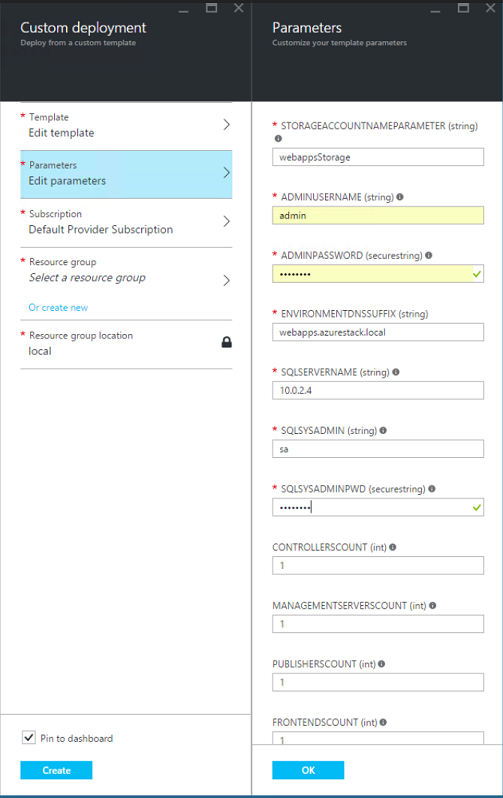 Custom deployment
Deploy from a custom template
* Template
Edit template
* Parameters
Edit parameters
* Subscription
Default Provider Subscription
* Resource group
Select a resource group
Or create new
* Resource group location
local
Pin to dashboard
Create
Parameters
Customize your template parameters
* STORAGEACCOUNTNAMEPARAMETER (string)
webappsStorage
* ADMINUSERNAME (string)
admin
* ADMINPASSWORD (securestring)
••••••••
* ENVIRONMENTDNSSUFFIX (string)
webapps.azurestack.local
* SQLSERVERNAME (string)
10.0.2.4
* SQLSYSADMIN (string)
sa
* SQLSYSADMINPWD (securestring)
••••••••
CONTROLLERSCOUNT (int)
1
MANAGEMENTSERVERSCOUNT (int)
1
PUBLISHERSCOUNT (int)
1
FRONTENDSCOUNT (int)
1
OK